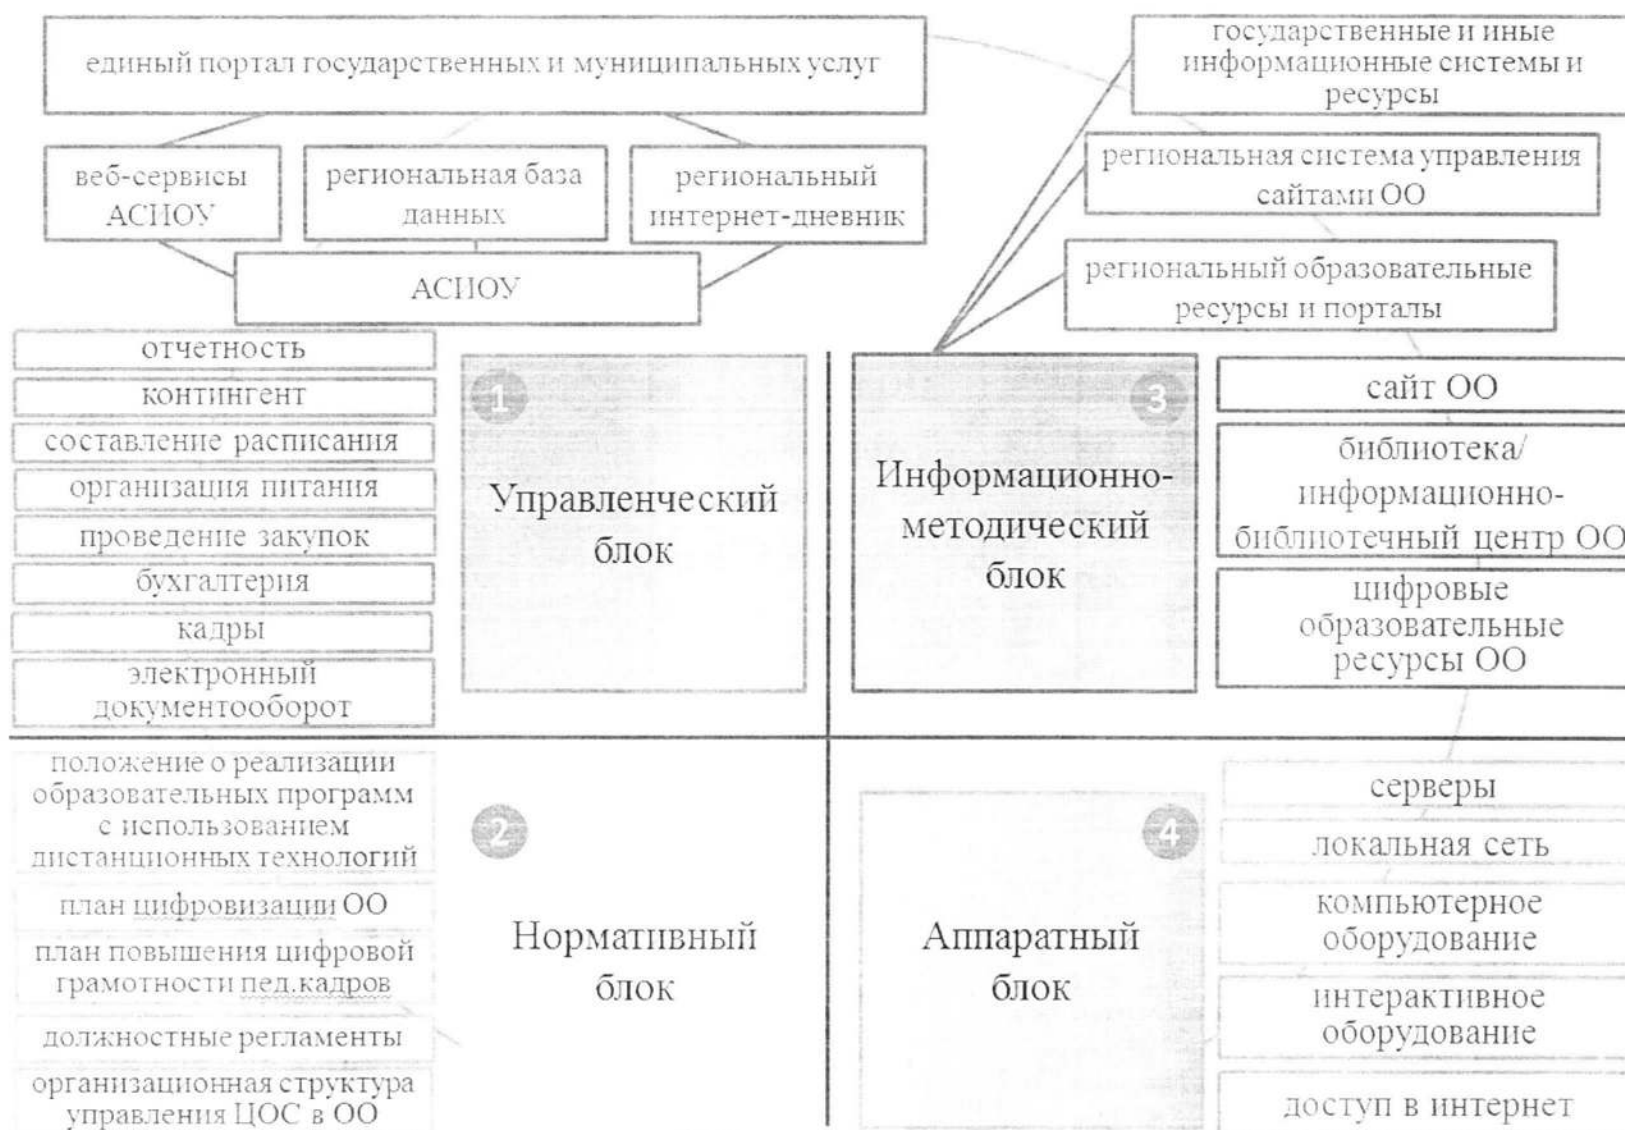 единый портал государственных и муниципальных услуг
веб-сервисы
АСИОУ
региональная база
данных
региональный
интернет-дневник
АСИОУ
государственные и иные
информационные системы и
ресурсы
региональная система управления
сайтами ОО
региональный образовательные
ресурсы и порталы
отчетность
контингент
составление расписания
организация питания
проведение закупок
бухгалтерия
кадры
электронный
документооборот
1
Управленческий
блок
3
Информационно-
методический
блок
сайт ОО
библиотека/
информационно-
библиотечный центр ОО
цифровые
образовательные
ресурсы ОО
положение о реализации
образовательных программ
с использованием
дистанционных технологий
план цифровизации ОО
план повышения цифровой
грамотности пед.кадров
должностные регламенты
организационная структура
управления ЦОС в ОО
2
Нормативный
блок
4
Аппаратный
блок
серверы
локальная сеть
компьютерное
оборудование
интерактивное
оборудование
доступ в интернет